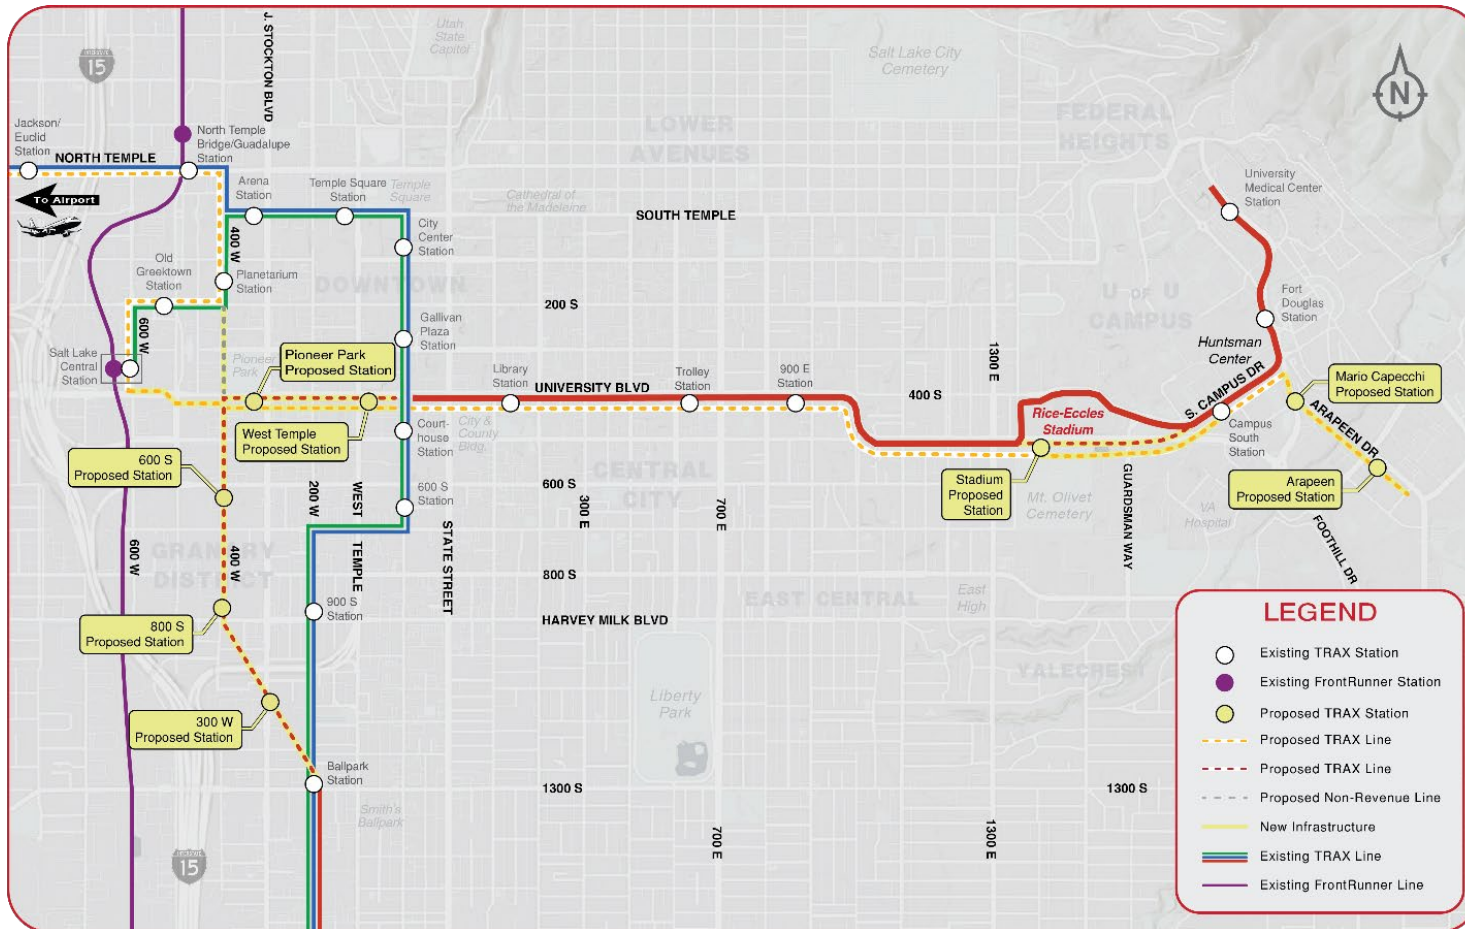 J. STOCKTON BLVD
Utah
State
Capitol
15
Salt Lake City
Cemetery
N
Jackson/
Euclid
Station
North Temple
Bridge/Guadalupe
Station
NORTH TEMPLE
LOWER
AVENUES
FEDERAL
HEIGHTS
To Airport
Arena
Station
Temple Square
Station
Temple
Square
Cathedral of
the Madeleine
SOUTH TEMPLE
University
Medical Center
Station
City
Center
Station
400 W
Old
Greektown
Station
Planetarium
Station
DOWNTOWN
200 S
U OF U
CAMPUS
Fort
Douglas
Station
600 W
Gallivan
Plaza
Station
Salt Lake
Central
Station
Pioneer
Park
Pioneer Park
Proposed Station
Library
Station
UNIVERSITY BLVD
Trolley
Station
900 E
Station
400 S
1300 E
Huntsman
Center
S. CAMPUS DR
Mario Capecchi
Proposed Station
Rice-Eccles
Stadium
ARAPEEN DR
West Temple
Proposed Station
Court-
house
Station
City &
County
Bldg.
Campus
South
Station
600 S
Proposed Station
CENTRAL
CITY
Stadium
Proposed
Station
Mt. Olivet
Cemetery
GUARDSMAN WAY
VA
Hospital
Arapeen
Proposed Station
600 S
Station
200 W
WEST
TEMPLE
STATE STREET
600 S
300 E
700 E
FOOTHILL DR
GRANARY
DISTRICT
600 W
400 W
800 S
EAST CENTRAL
East
High
900 S
Station
HARVEY MILK BLVD
800 S
Proposed Station
YALECREST
Liberty
Park
300 W
Proposed Station
Ballpark
Station
1300 S
1300 S
Smith's
Ballpark
700 E
1300 E
15
LEGEND
Existing TRAX Station
Existing FrontRunner Station
Proposed TRAX Station
Proposed TRAX Line
Proposed TRAX Line
Proposed Non-Revenue Line
New Infrastructure
Existing TRAX Line
Existing FrontRunner Line